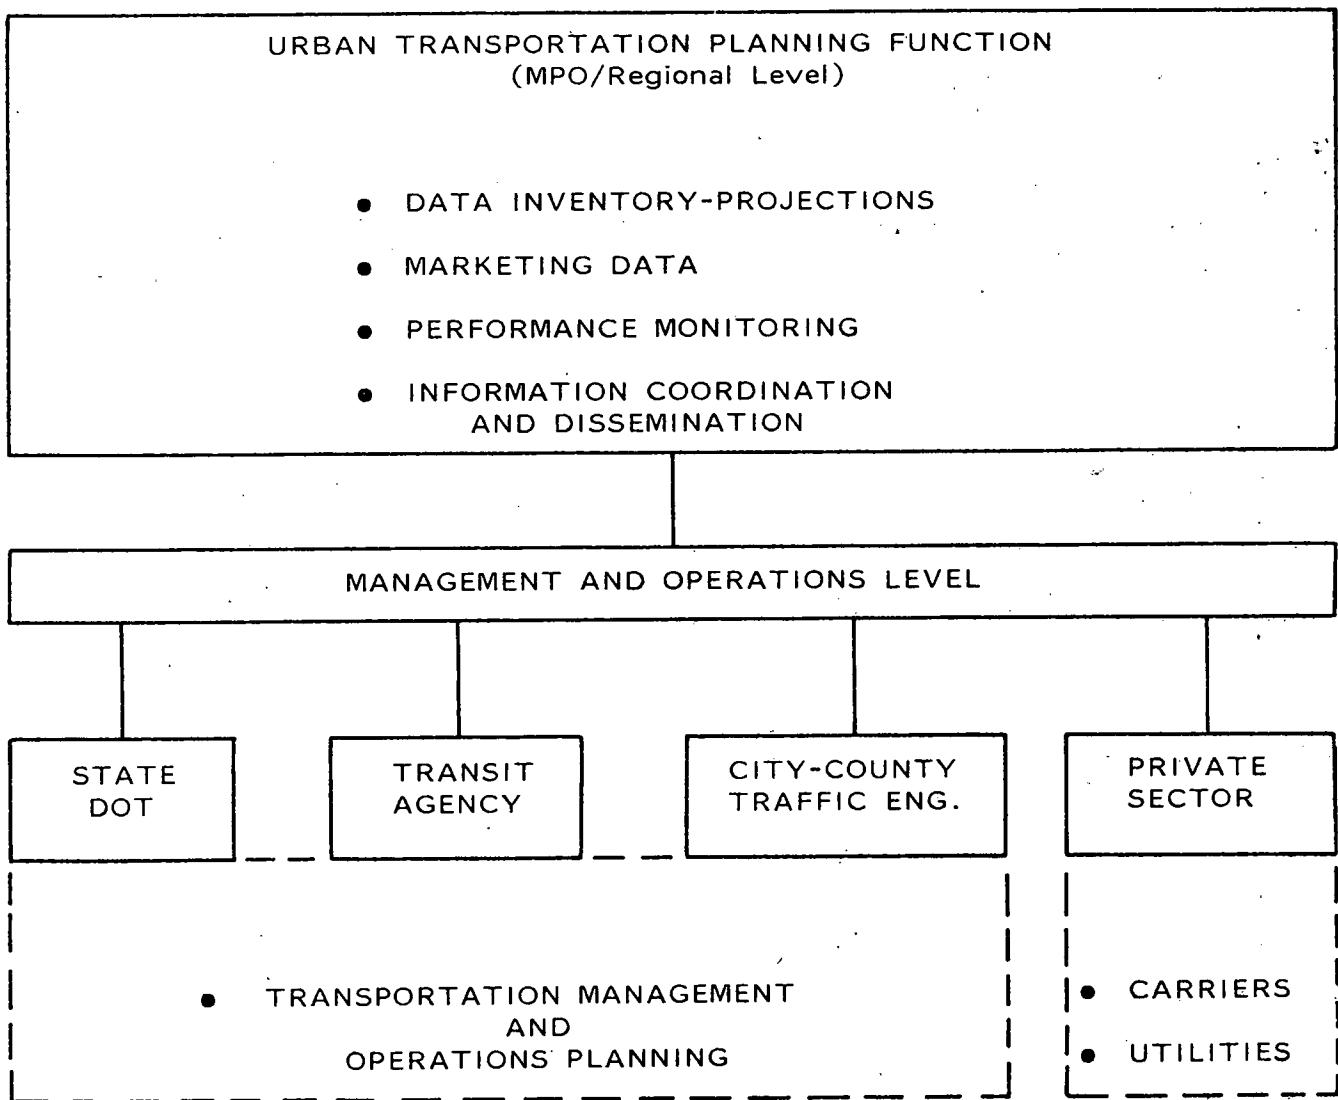 URBAN TRANSPORTATION PLANNING FUNCTION
(MPO/Regional Level)
• DATA INVENTORY-PROJECTIONS
• MARKETING DATA
• PERFORMANCE MONITORING
• INFORMATION COORDINATION
AND DISSEMINATION
MANAGEMENT AND OPERATIONS LEVEL
STATE
DOT
TRANSIT
AGENCY
CITY-COUNTY
TRAFFIC ENG.
PRIVATE
SECTOR
• TRANSPORTATION MANAGEMENT
AND
OPERATIONS PLANNING
• CARRIERS
• UTILITIES